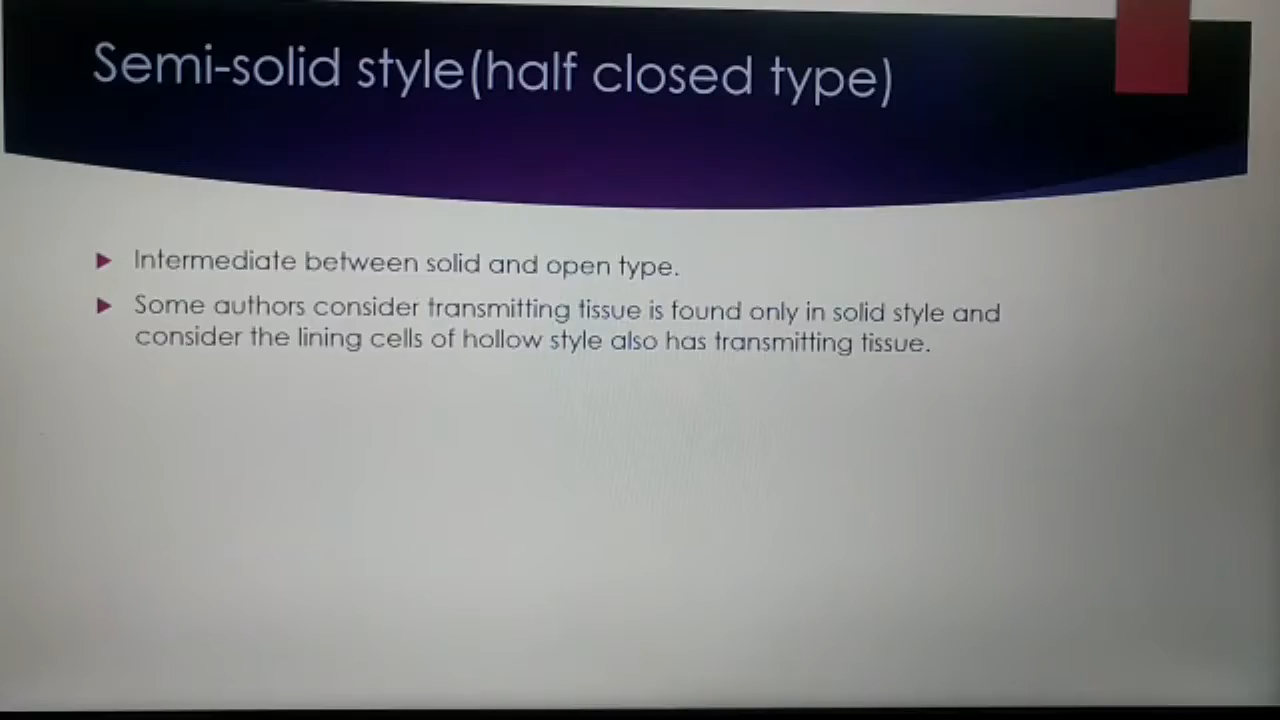 Semi-solid style(half closed type)
Intermediate between solid and open type.
Some authors consider transmitting tissue is found only in solid style and
consider the lining cells of hollow style also has transmitting tissue.